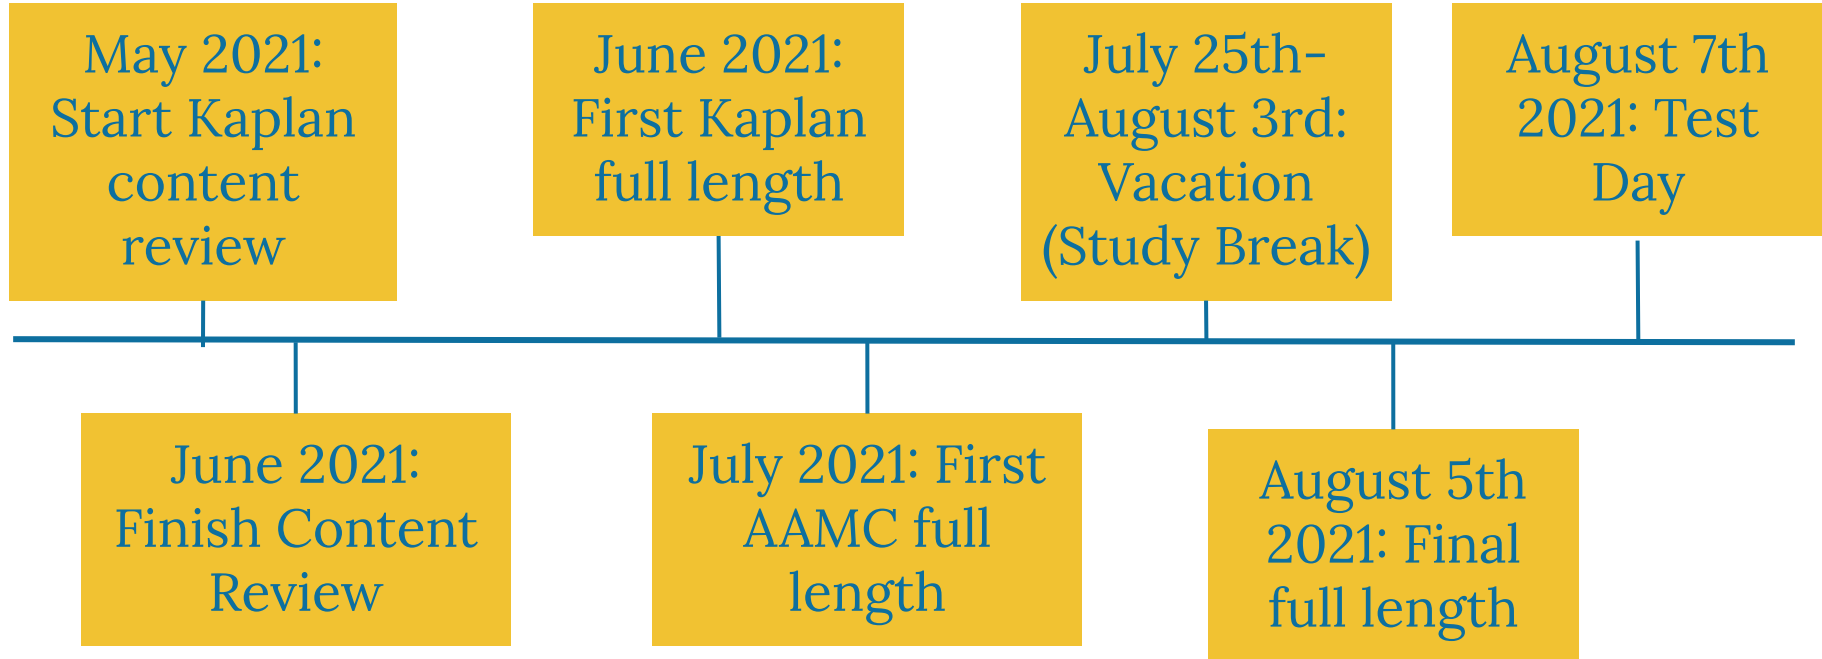 May 2021:
Start Kaplan
content
review
June 2021:
Finish Content
Review
June 2021:
First Kaplan
full length
July 2021: First
AAMC full
length
July 25th-
August 3rd:
Vacation
(Study Break)
August 5th
2021: Final
full length
August 7th
2021: Test
Day